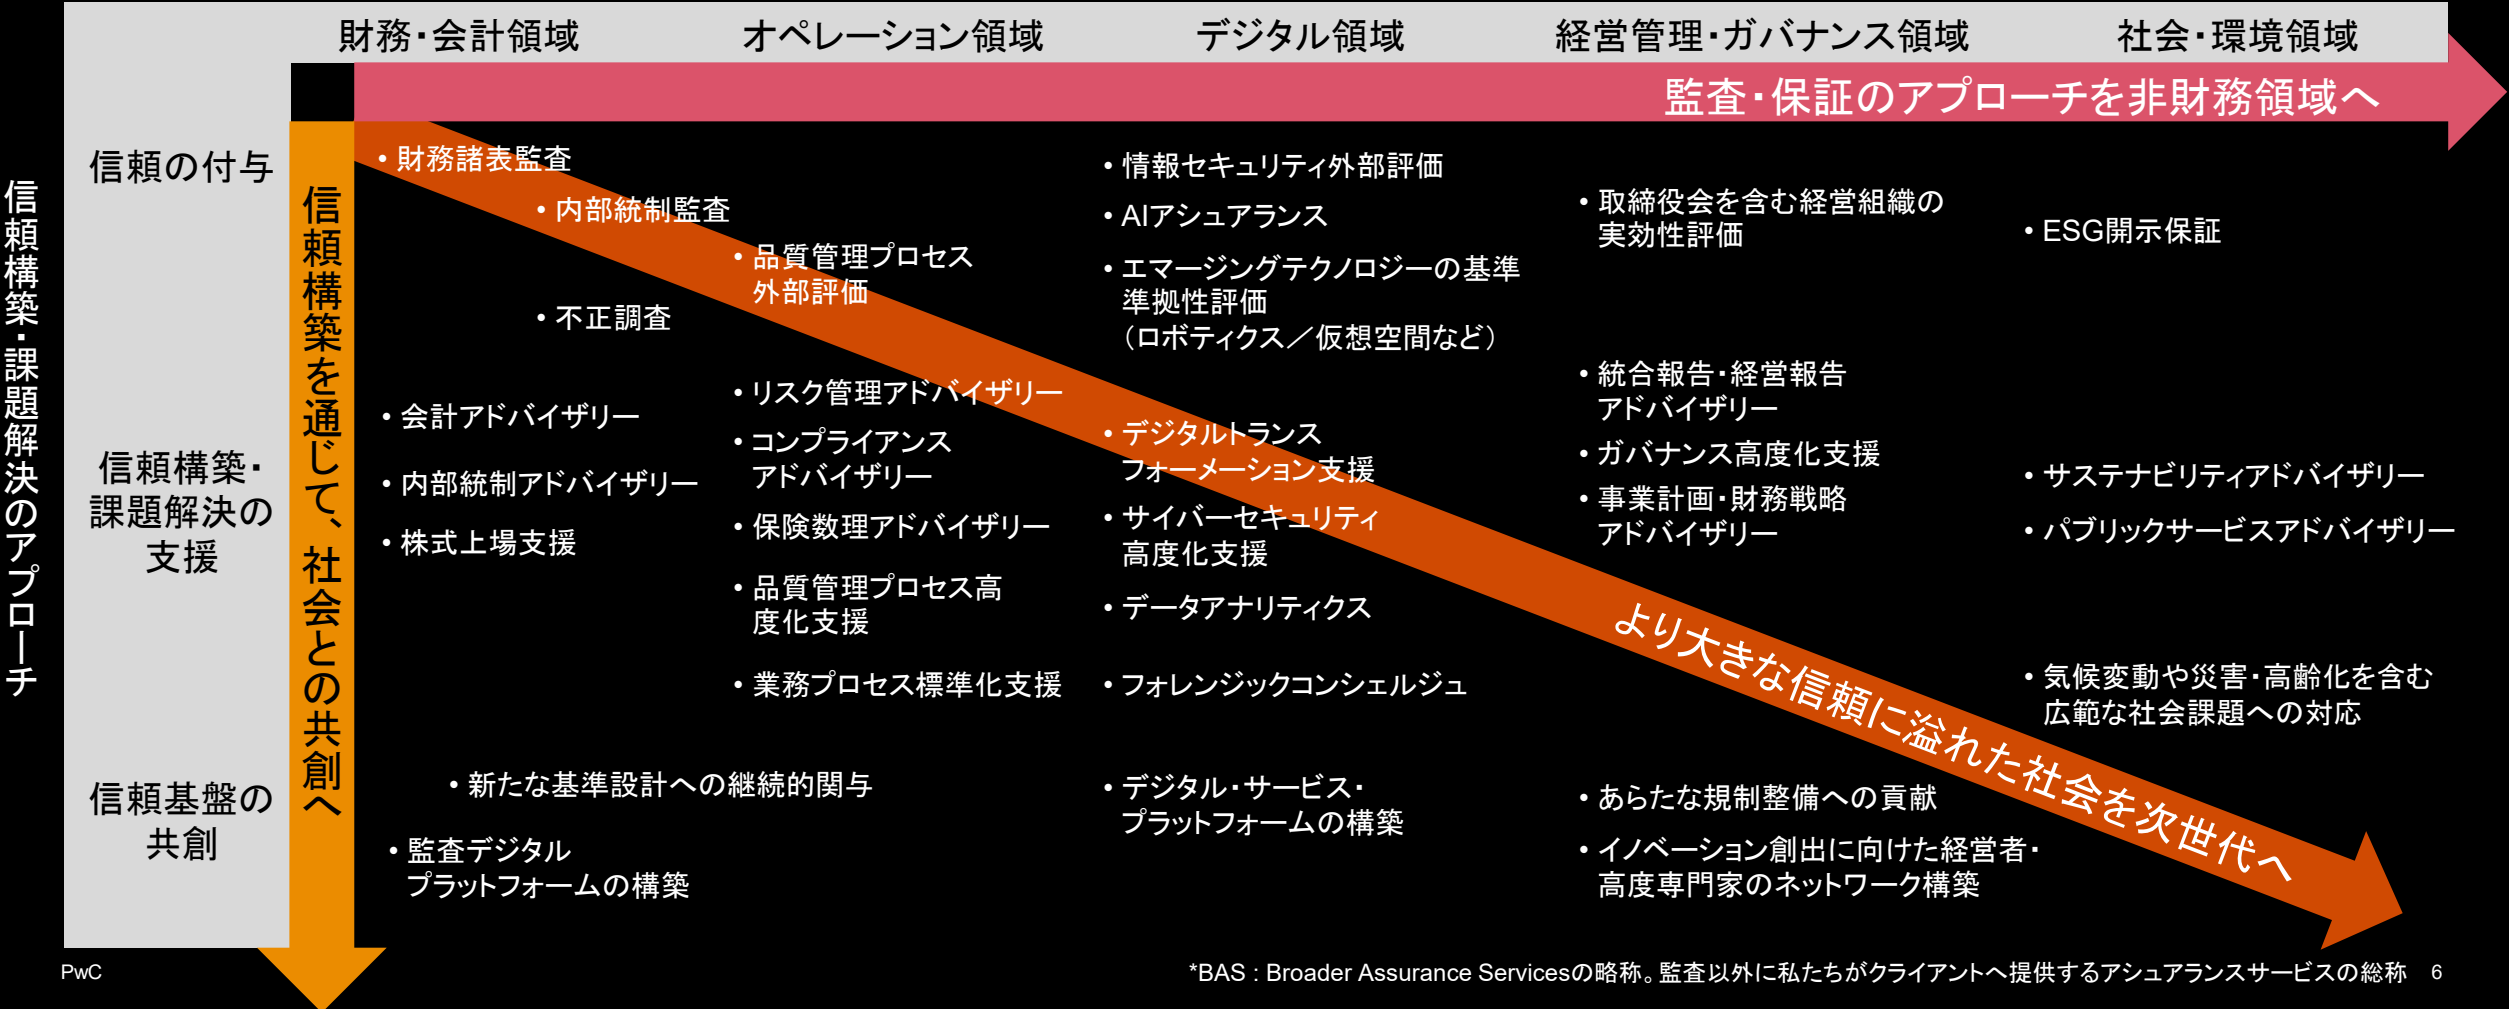 財務・会計領域
オペレーション領域
デジタル領域
経営管理・ガバナンス領域
社会・環境領域
監査・保証のアプローチを非財務領域へ
信頼構築・課題解決のアプローチ
信頼の付与
信頼構築・
課題解決の
支援
信頼基盤の
共創
信頼構築を通じて、社会との共創へ
• 財務諸表監査
• 内部統制監査
• 不正調査
• 品質管理プロセス
外部評価
• 情報セキュリティ外部評価
• AIアシュアランス
• エマージングテクノロジーの基準
準拠性評価
（ロボティクス／仮想空間など）
• 取締役会を含む経営組織の
実効性評価
• ESG開示保証
• 会計アドバイザリー
• 内部統制アドバイザリー
• 株式上場支援
• リスク管理アドバイザリー
• コンプライアンス
アドバイザリー
• 保険数理アドバイザリー
• 品質管理プロセス高
度化支援
• 業務プロセス標準化支援
• デジタルトランス
フォーメーション支援
• サイバーセキュリティ
高度化支援
• データアナリティクス
• フォレンジックコンシェルジュ
• 統合報告・経営報告
アドバイザリー
• ガバナンス高度化支援
• 事業計画・財務戦略
アドバイザリー
• サステナビリティアドバイザリー
• パブリックサービスアドバイザリー
より大きな信頼に溢れた社会を次世代へ
• 気候変動や災害・高齢化を含む
広範な社会課題への対応
• 新たな基準設計への継続的関与
• 監査デジタル
プラットフォームの構築
• デジタル・サービス・
プラットフォームの構築
• あらたな規制整備への貢献
• イノベーション創出に向けた経営者・
高度専門家のネットワーク構築
PwC
*BAS : Broader Assurance Servicesの略称。監査以外に私たちがクライアントへ提供するアシュアランスサービスの総称
6